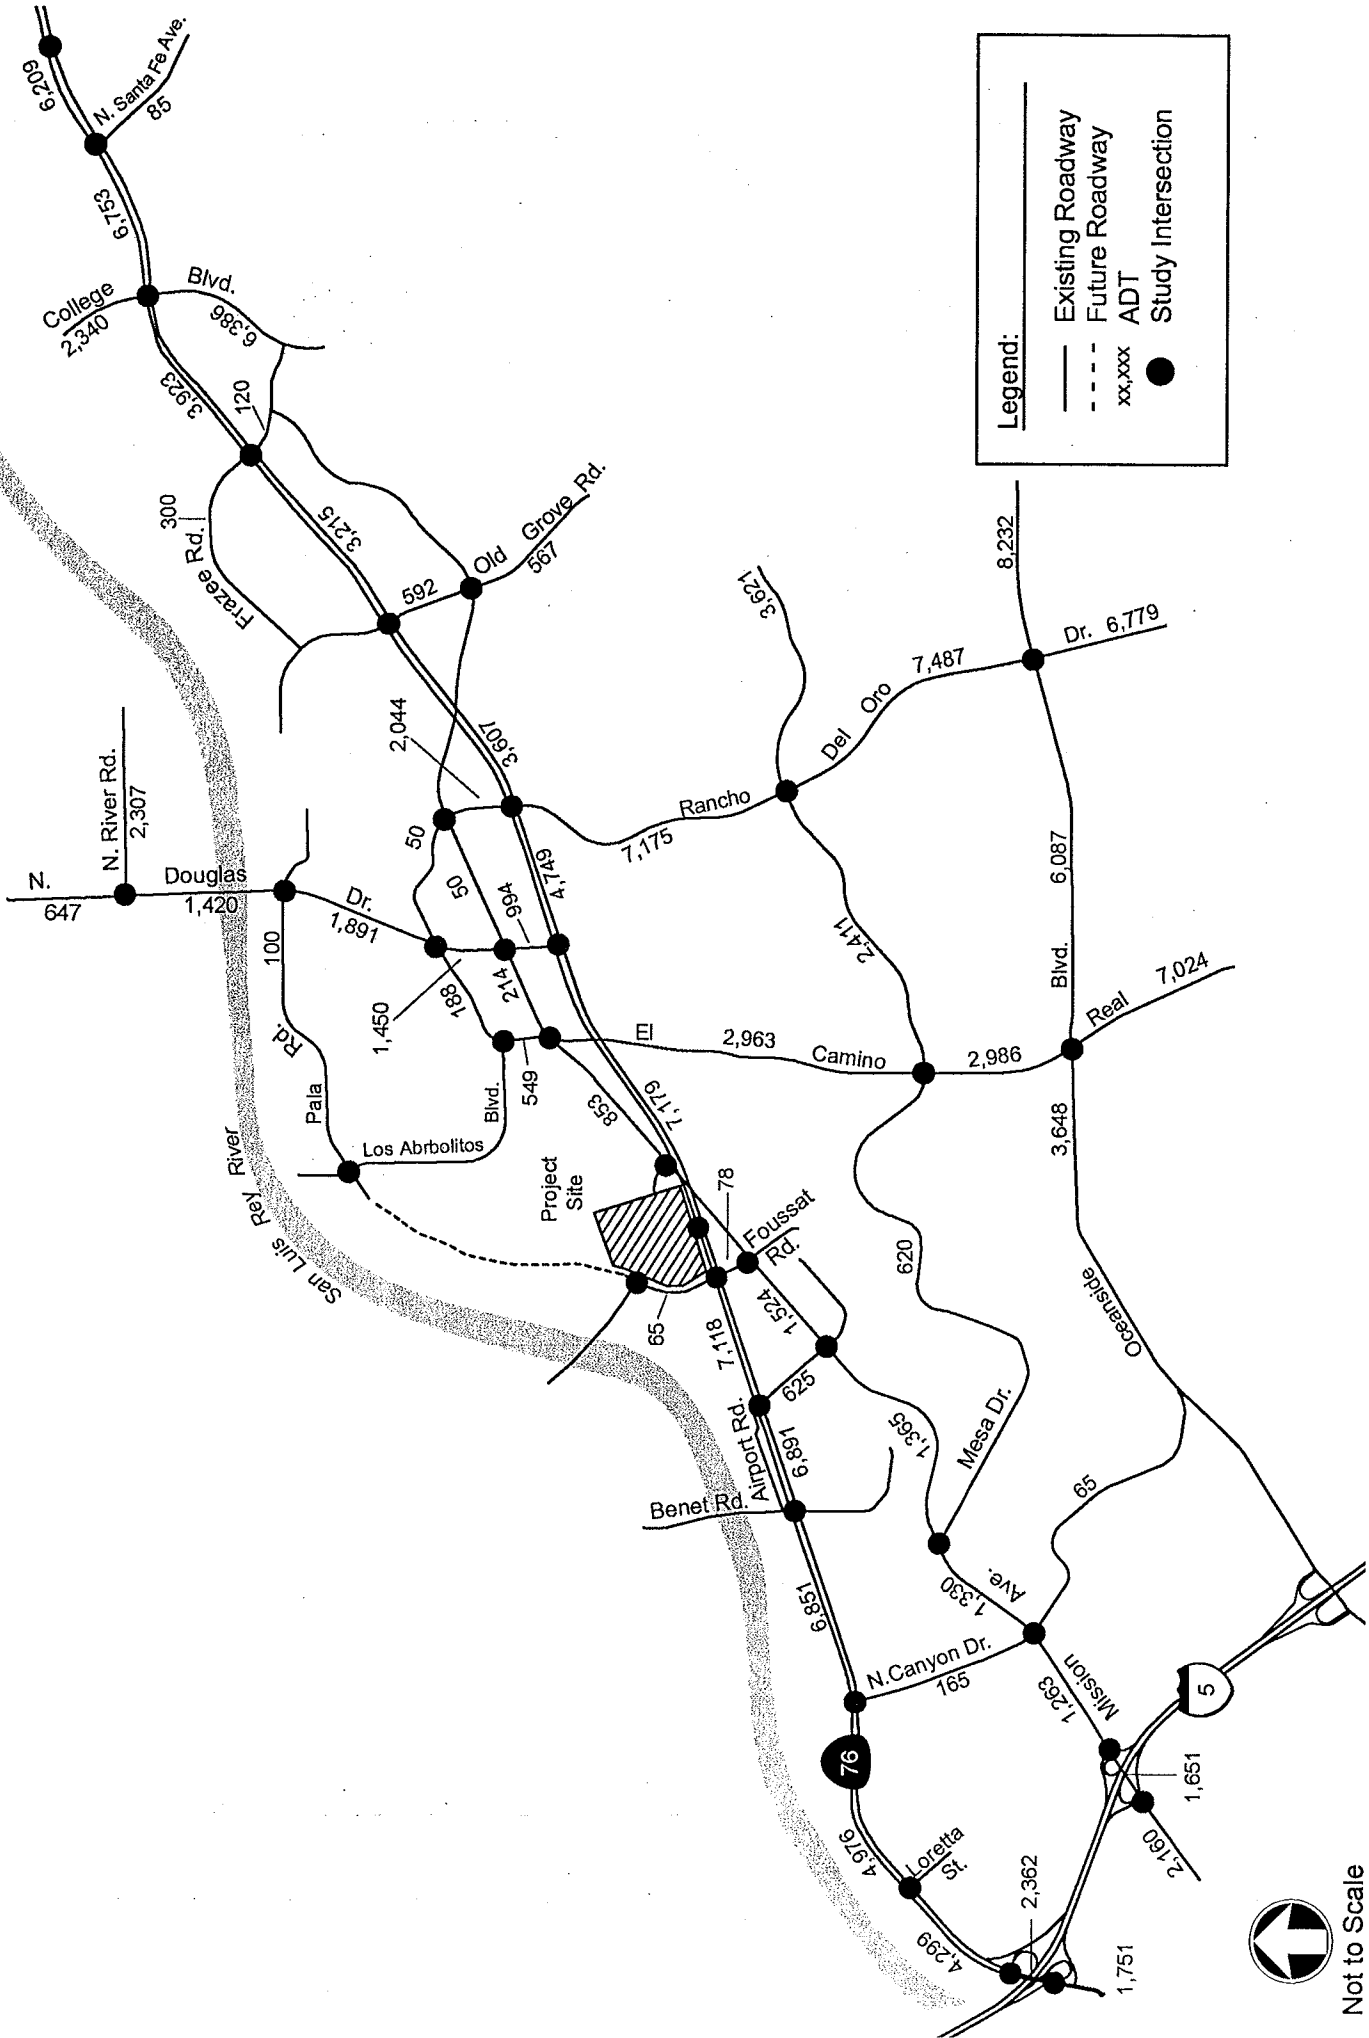 6,209
N. Santa Fe Ave.
85
6,753
College
2,340
Blvd.
6,386
3,923
120
300
Frazee Rd.
3,215
592
Old Grove Rd.
567
2,044
3,607
N. River Rd.
2,307
N. Douglas Dr.
647
1,420
1,891
50
50
994
4,749
100
Pala Rd.
1,450
188
214
549
Los Abrbolitos Blvd.
853
7,179
San Luis Rey River
Project
Site
78
Foussat
Rd.
65
7,118
1,524
625
Airport Rd.
6,891
Benet Rd.
1,365
6,851
Rancho Del Oro Dr.
7,175
3,621
7,487
6,779
8,232
2,411
El Camino Real
2,963
2,986
7,024
6,087
Oceanside Blvd.
3,648
620
Mesa Dr.
65
1,330
Mission Ave.
1,263
N.Canyon Dr.
165
76
5
4,976
Loretta
St.
4,299
2,362
1,751
1,651
2,160
Legend:
Existing Roadway
Future Roadway
xx,xxx ADT
Study Intersection
Not to Scale